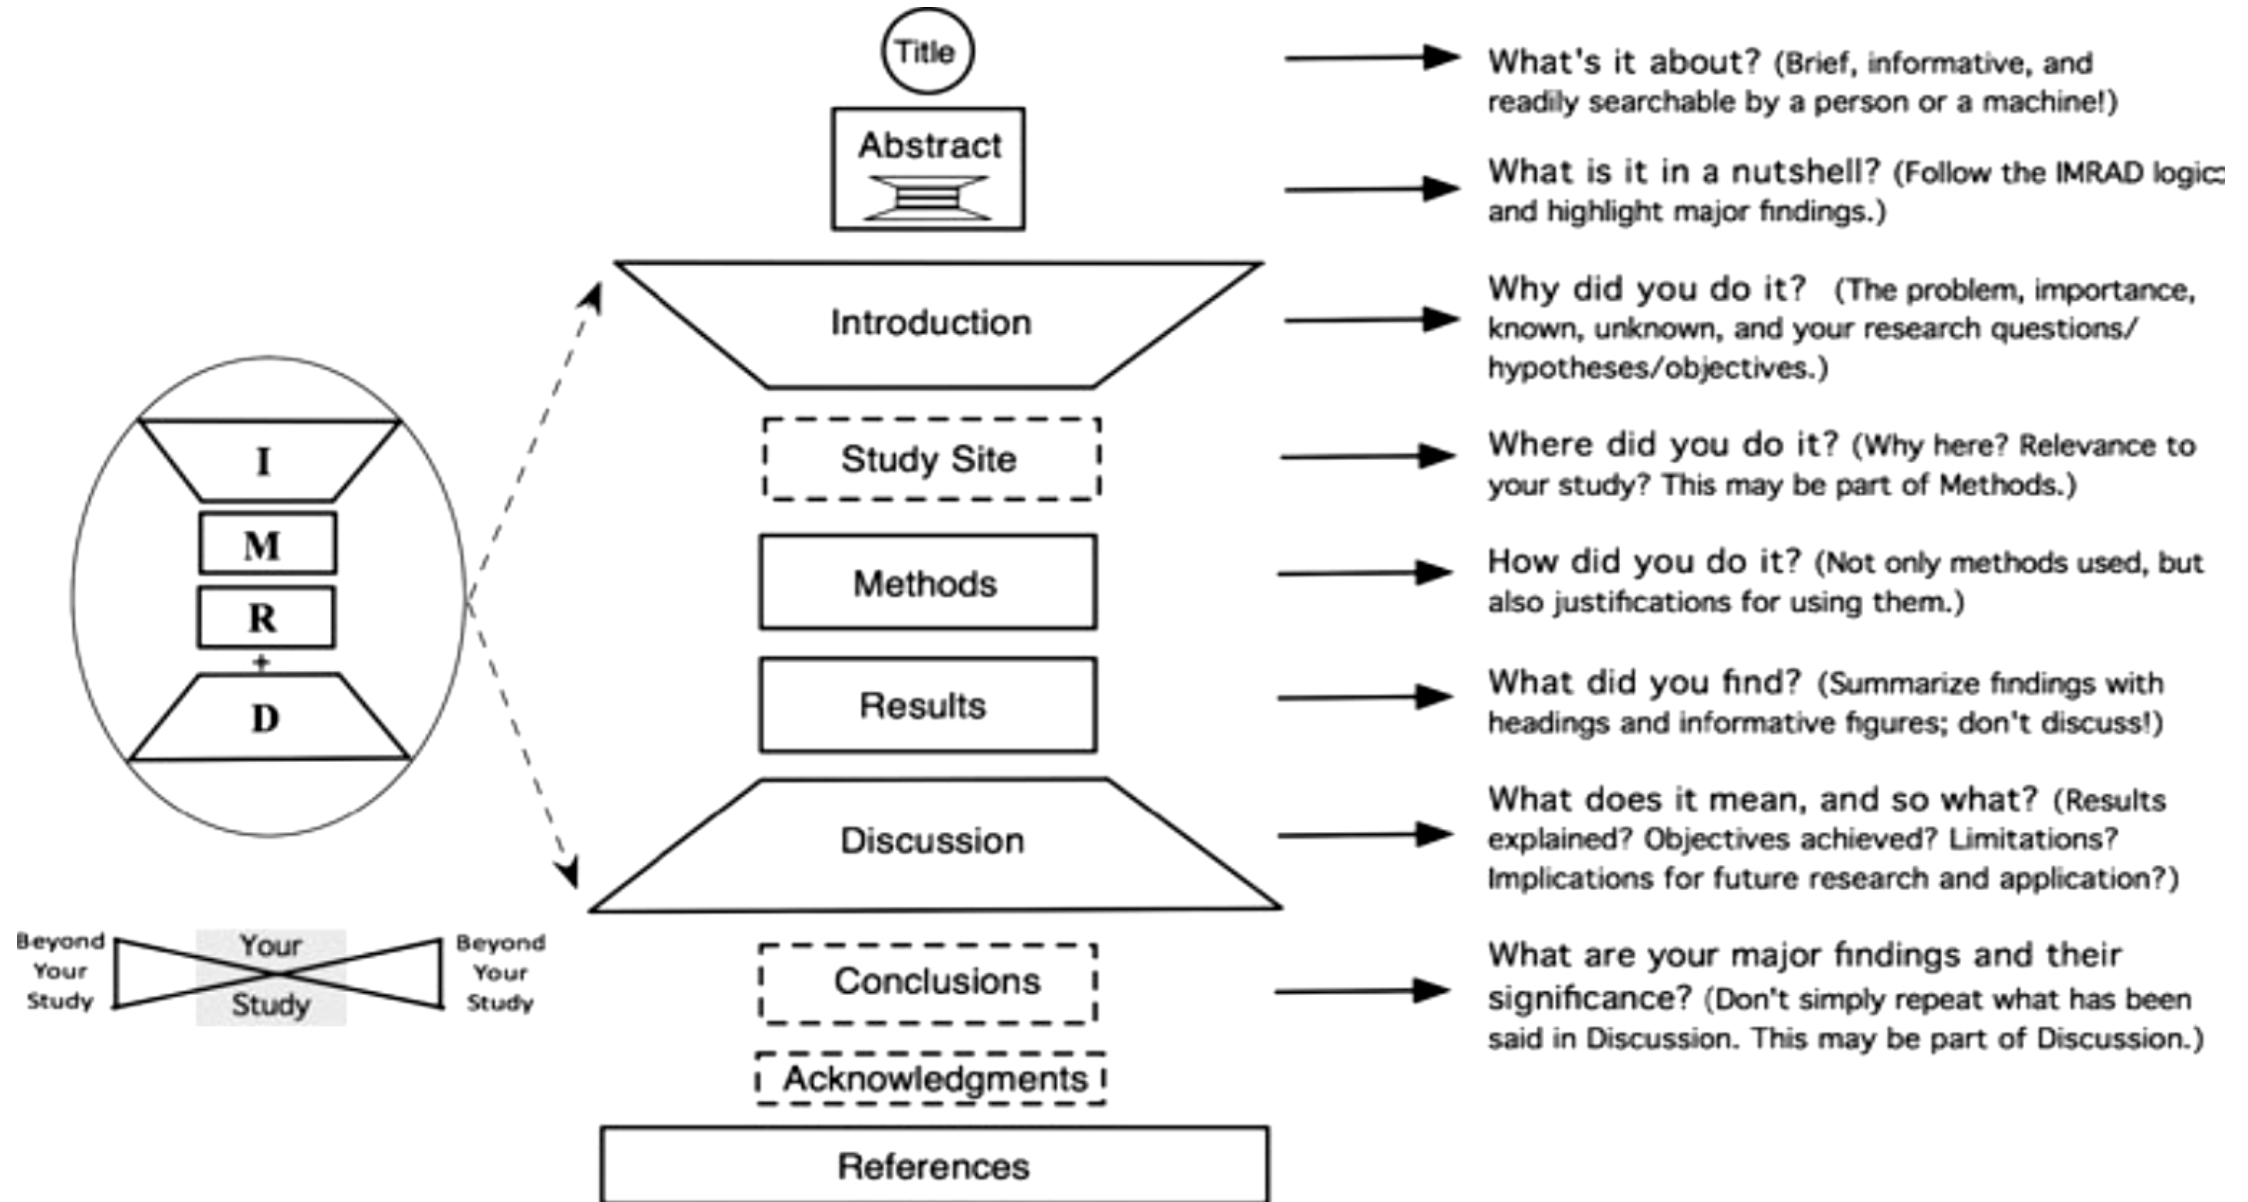 Title
What's it about? (Brief, informative, and
readily searchable by a person or a machine!)
Abstract
What is it in a nutshell? (Follow the IMRAD logic
and highlight major findings.)
Introduction
Why did you do it? (The problem, importance,
known, unknown, and your research questions/
hypotheses/objectives.)
Study Site
Where did you do it? (Why here? Relevance to
your study? This may be part of Methods.)
Methods
How did you do it? (Not only methods used, but
also justifications for using them.)
Results
What did you find? (Summarize findings with
headings and informative figures; don't discuss!)
Discussion
What does it mean, and so what? (Results
explained? Objectives achieved? Limitations?
Implications for future research and application?)
Conclusions
What are your major findings and their
significance? (Don't simply repeat what has been
said in Discussion. This may be part of Discussion.)
Acknowledgments
References
I
M
R
+
D
Beyond
Your
Study
Your
Study
Beyond
Your
Study